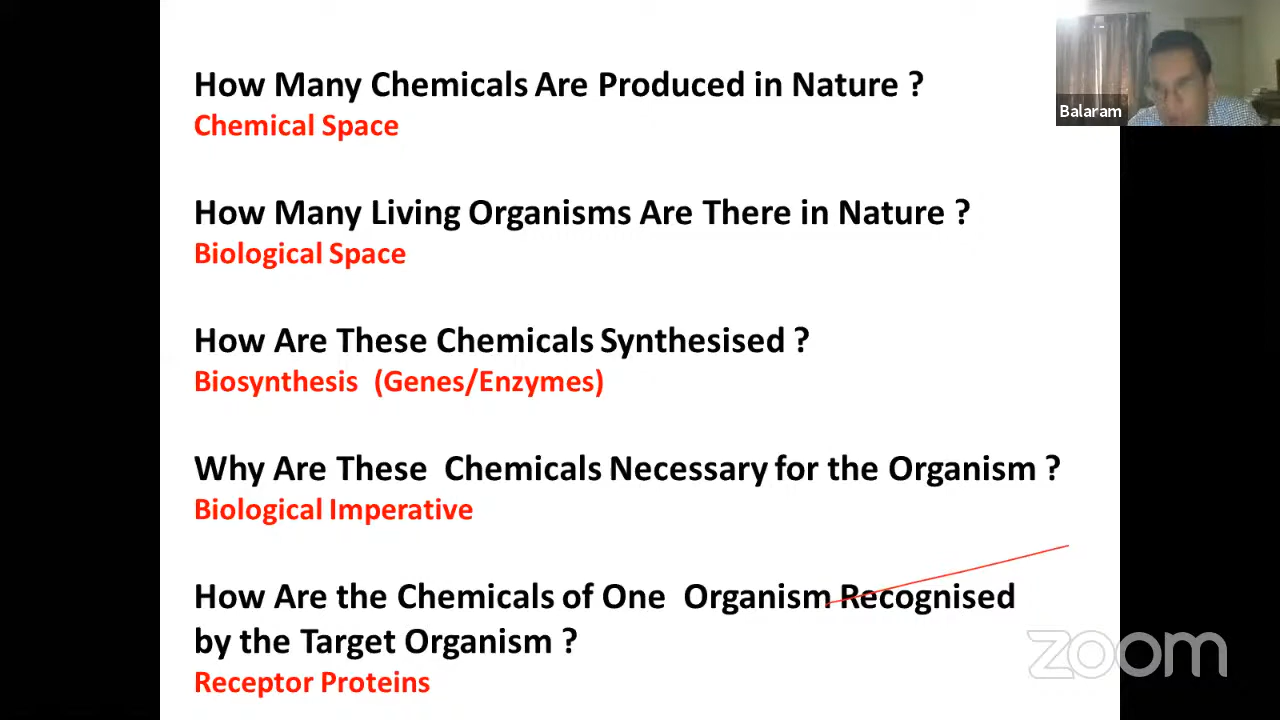 How Many Chemicals Are Produced in Nature ?
Chemical Space
Balaram
How Many Living Organisms Are There in Nature ?
Biological Space
How Are These Chemicals Synthesised ?
Biosynthesis (Genes/Enzymes)
Why Are These Chemicals Necessary for the Organism ?
Biological Imperative
How Are the Chemicals of One Organism Recognised
by the Target Organism ?
Receptor Proteins
zoom